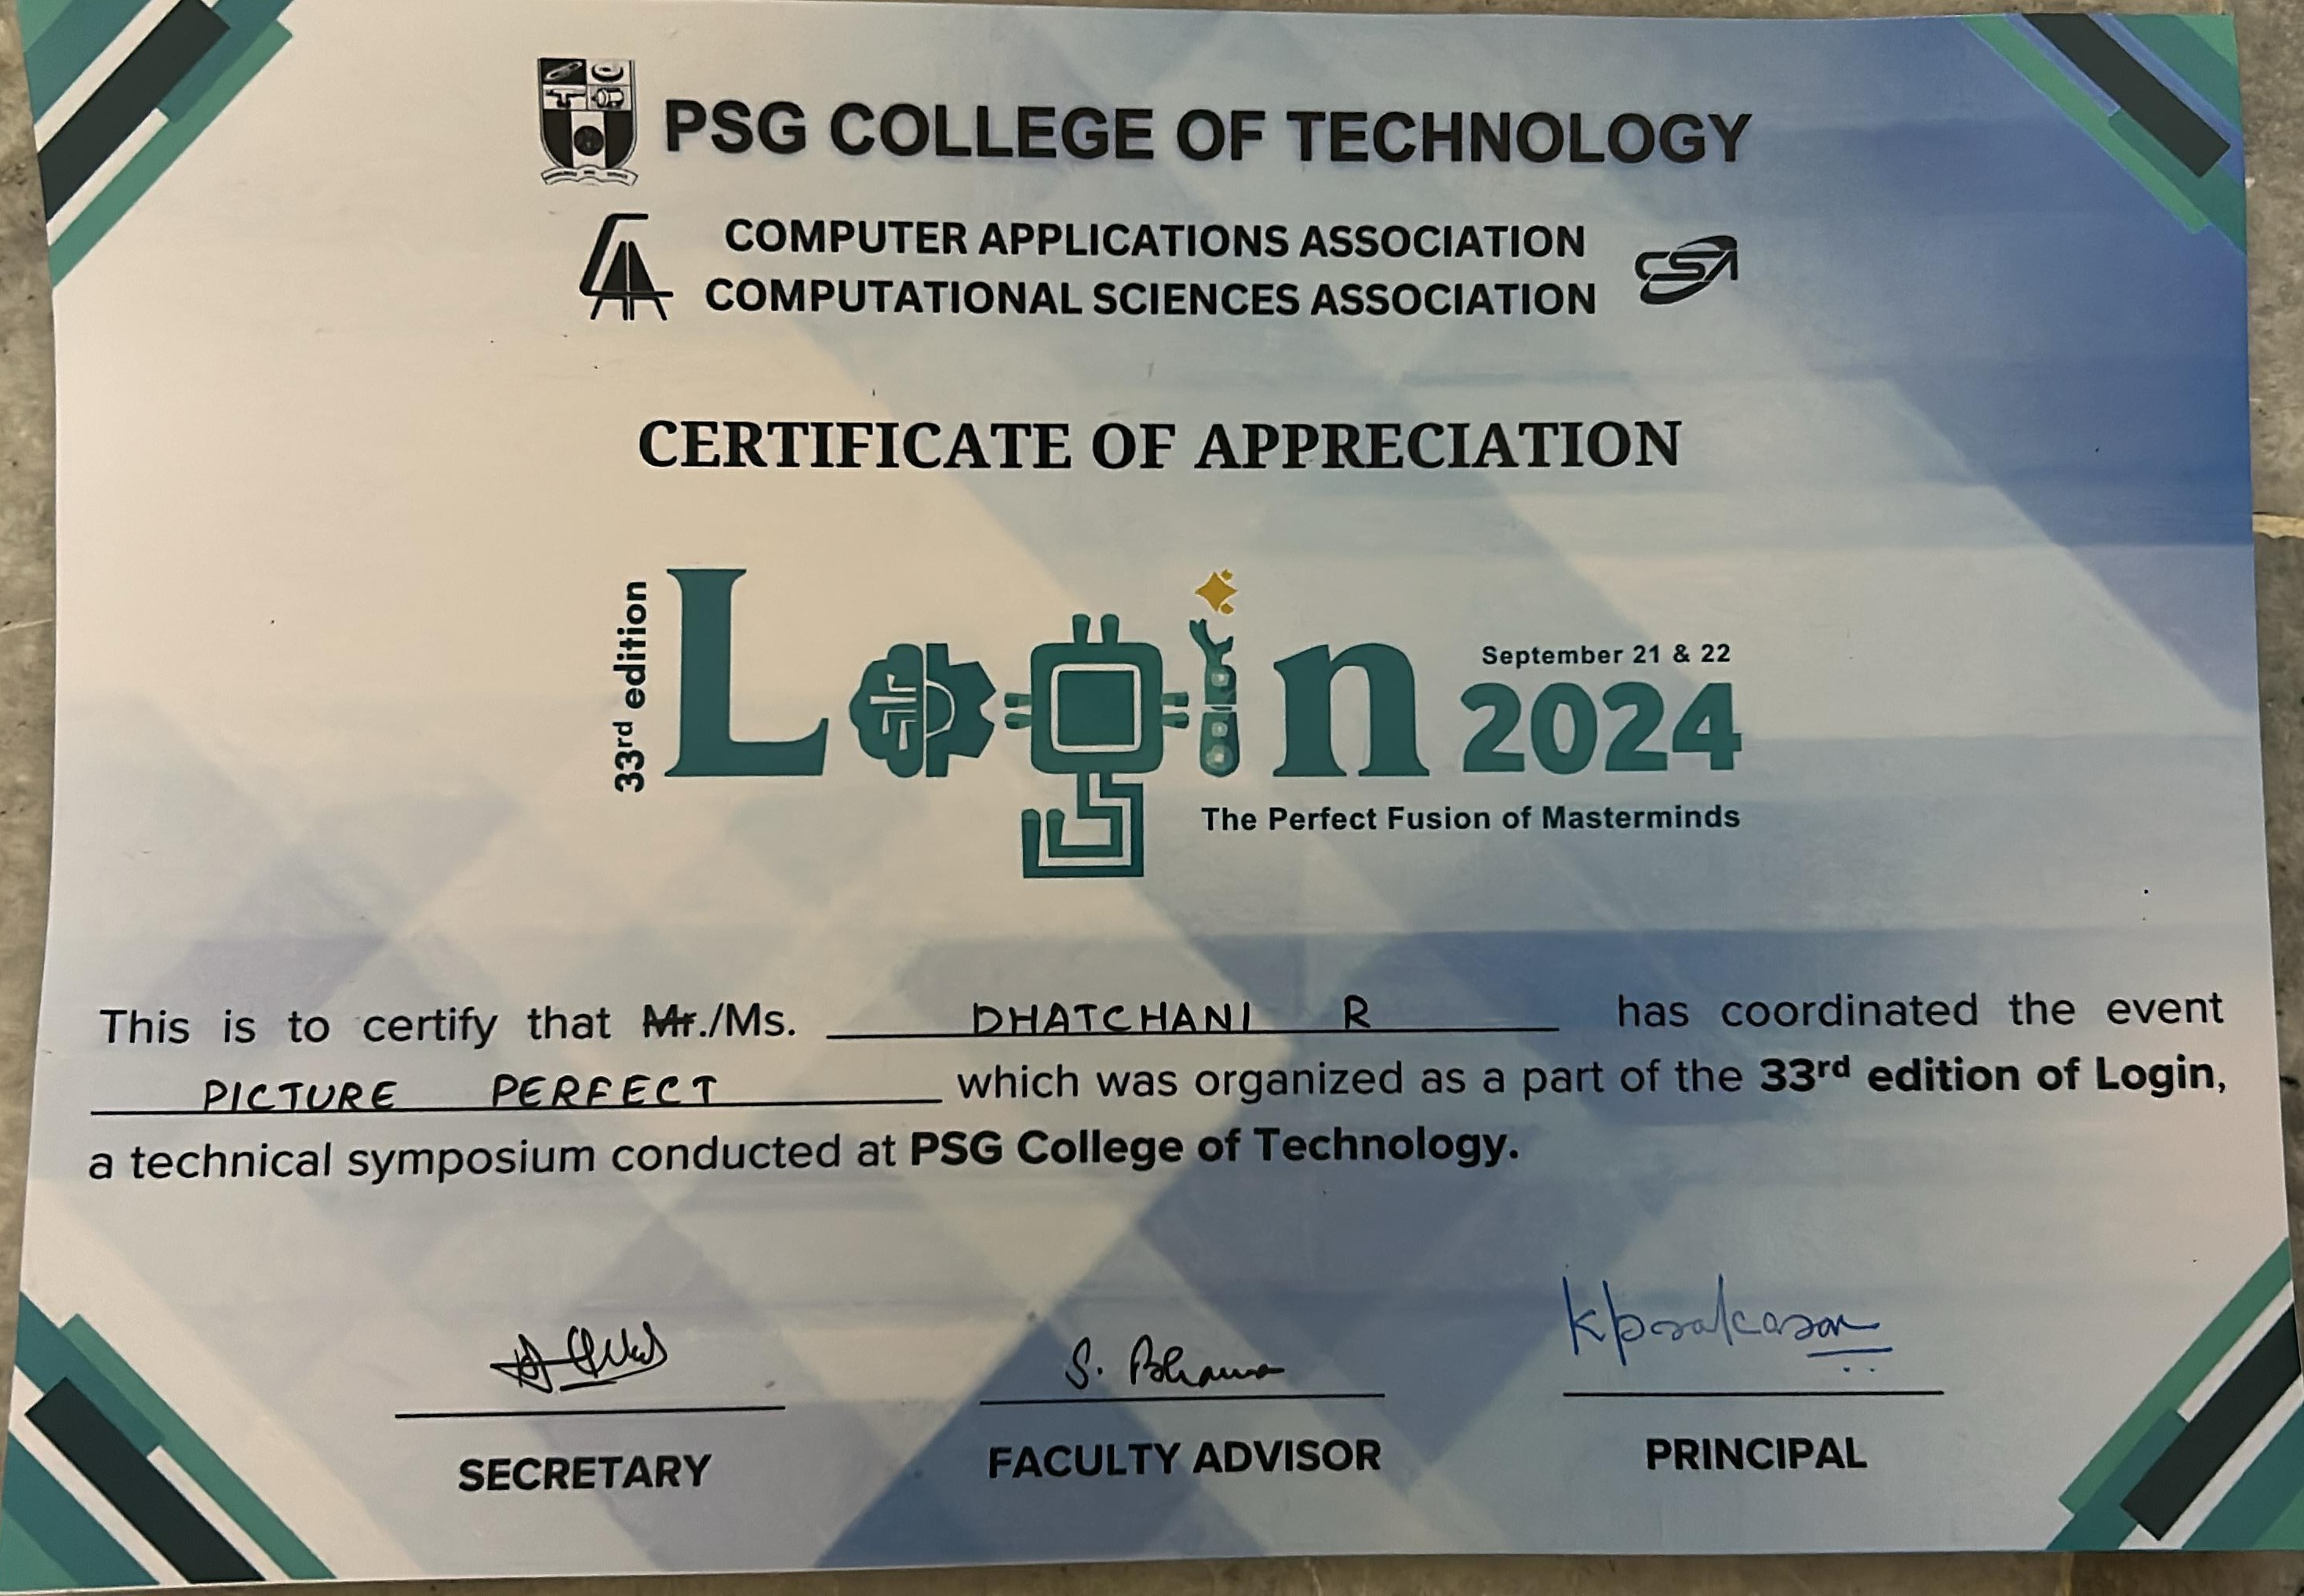 PSG COLLEGE OF TECHNOLOGY
COMPUTER APPLICATIONS ASSOCIATION
COMPUTATIONAL SCIENCES ASSOCIATION
CSA
CERTIFICATE OF APPRECIATION
33rd edition
Login
September 21 & 22
2024
The Perfect Fusion of Masterminds
This is to certify that Mr./Ms. DHATCHANI R has coordinated the event
PICTURE PERFECT which was organized as a part of the 33rd edition of Login,
a technical symposium conducted at PSG College of Technology.
S. Bhama
SECRETARY FACULTY ADVISOR PRINCIPAL